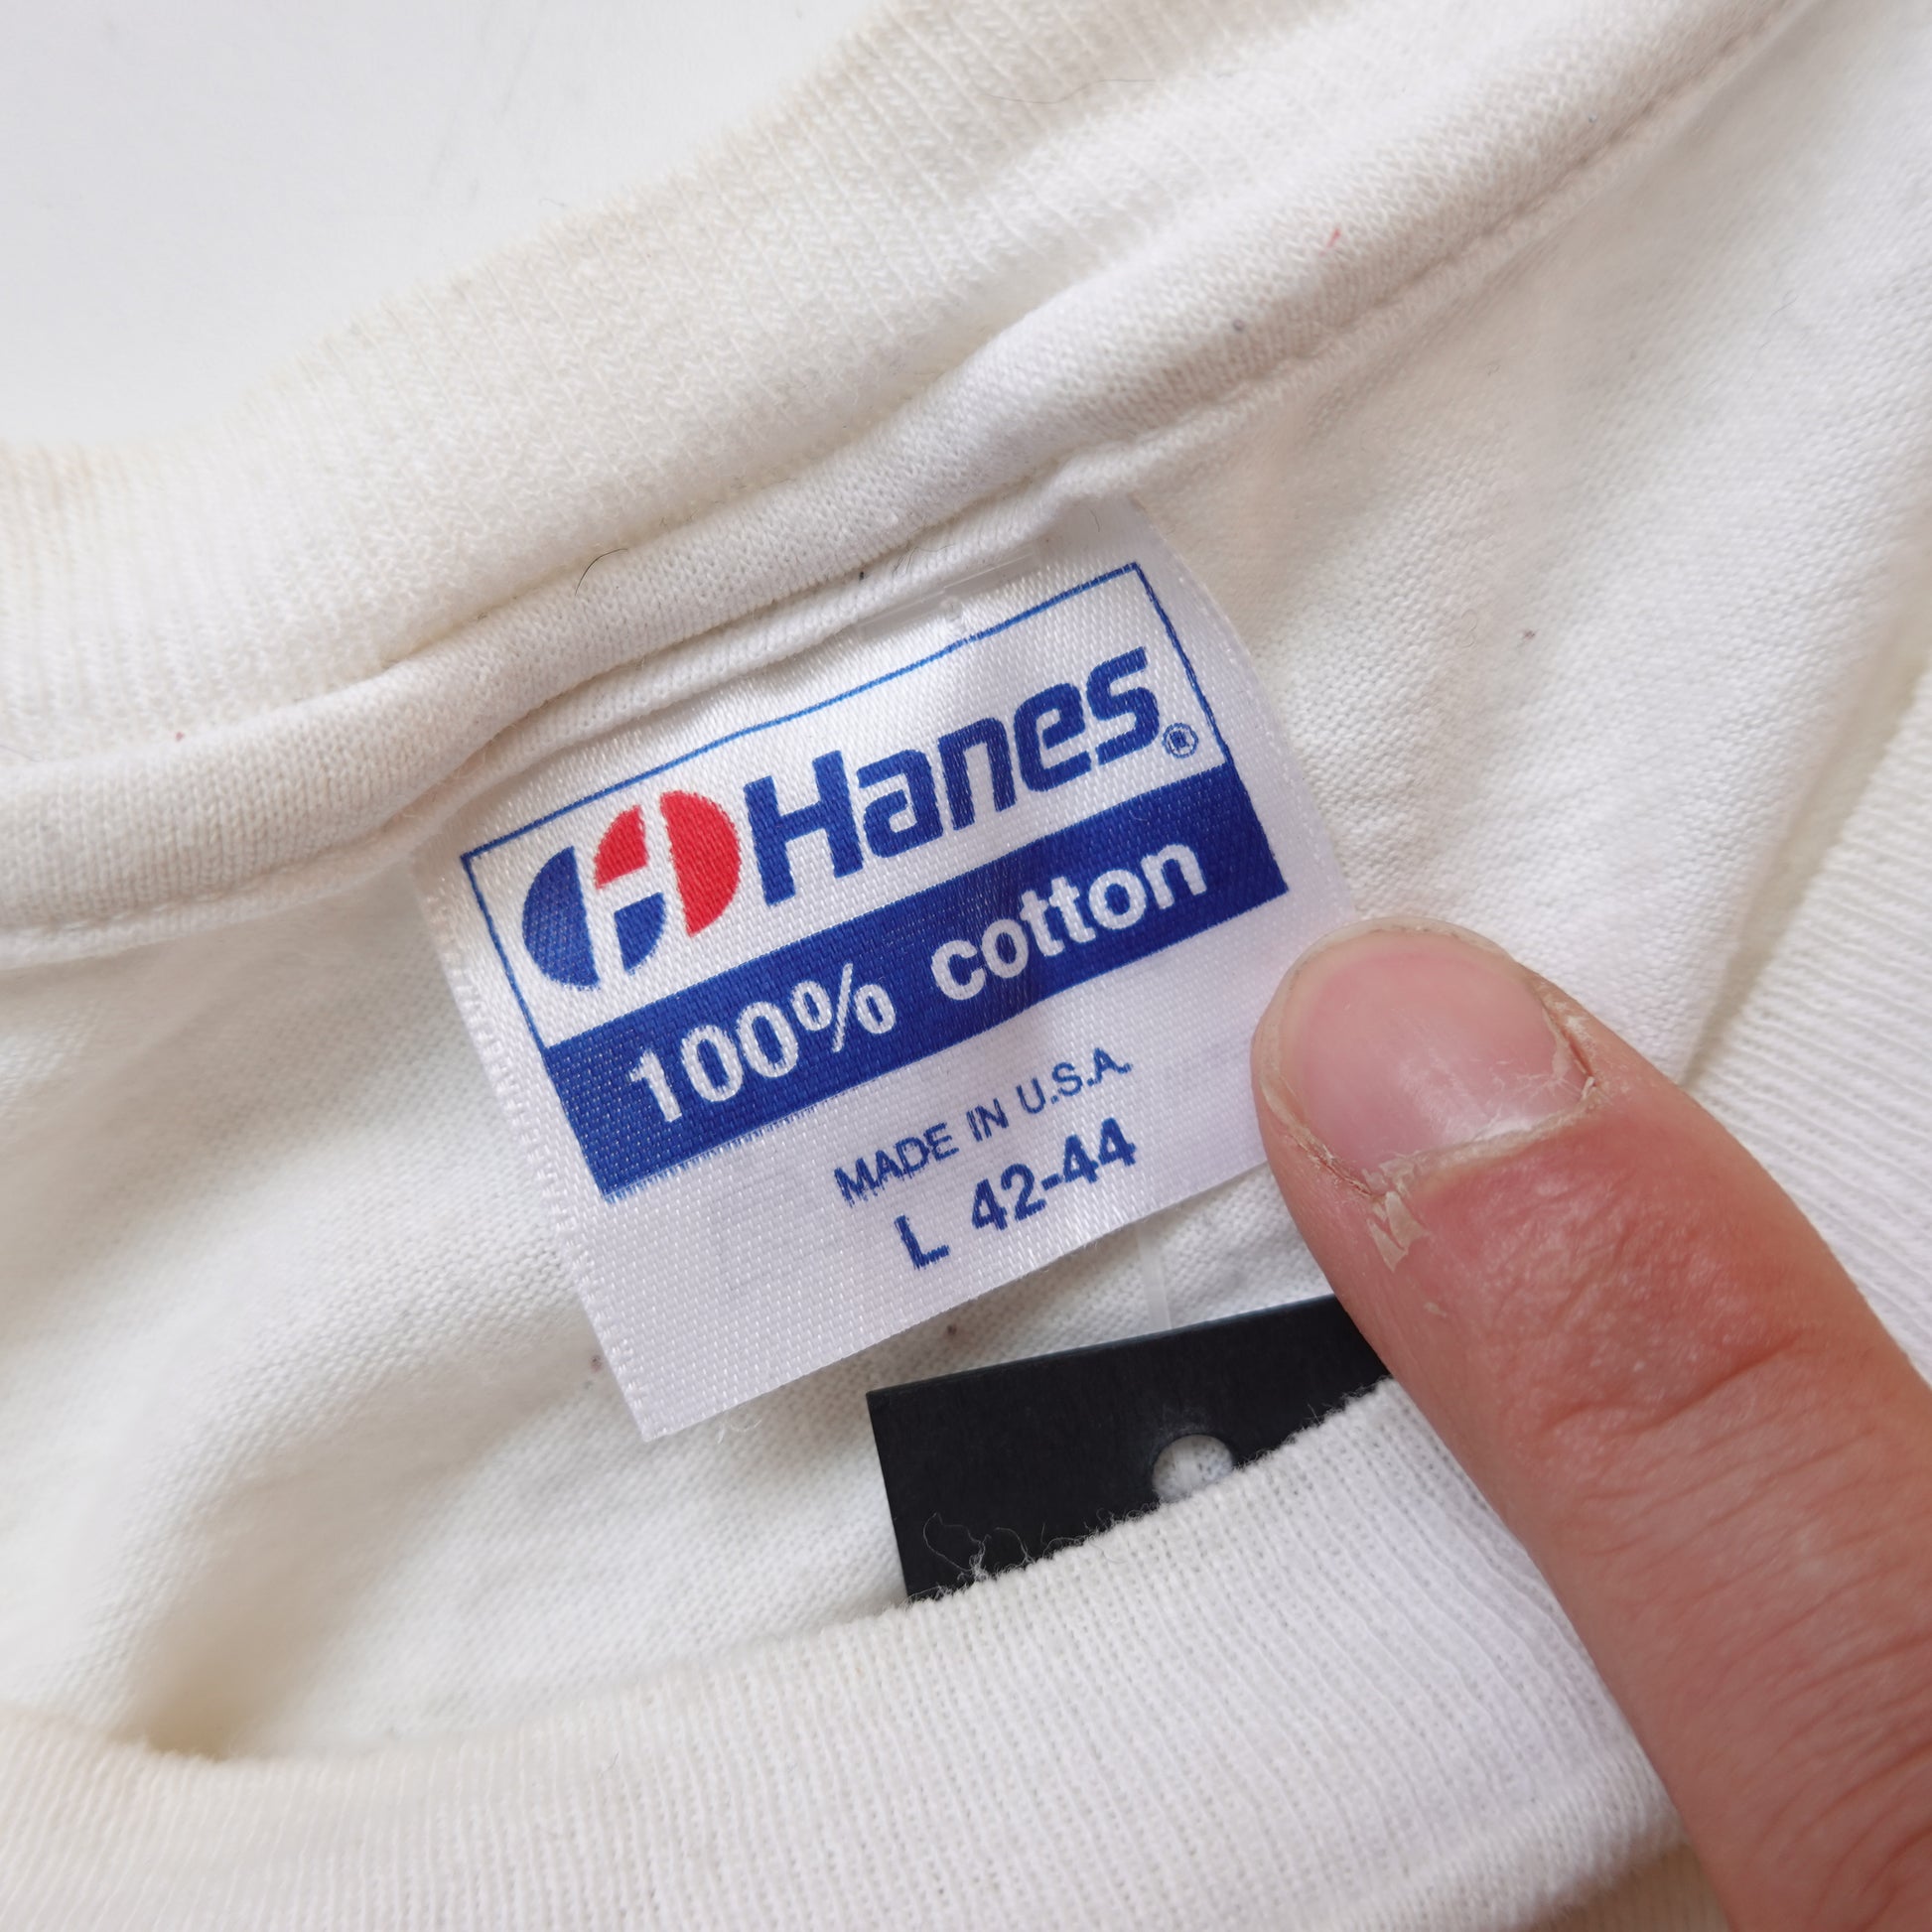 Hanes®
100% cotton
MADE IN U.S.A.
L 42-44